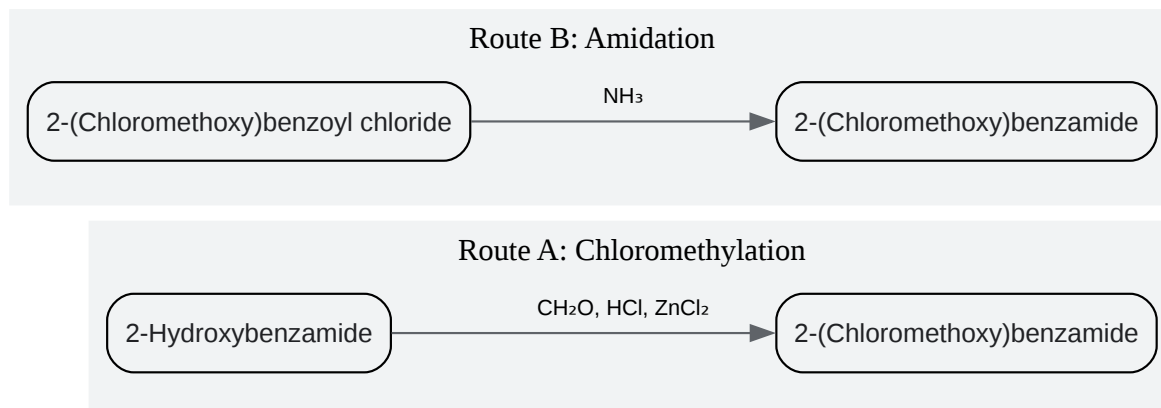 Route B: Amidation
2-(Chloromethoxy)benzoyl chloride
NH₃
2-(Chloromethoxy)benzamide
Route A: Chloromethylation
2-Hydroxybenzamide
CH₂O, HCl, ZnCl₂
2-(Chloromethoxy)benzamide